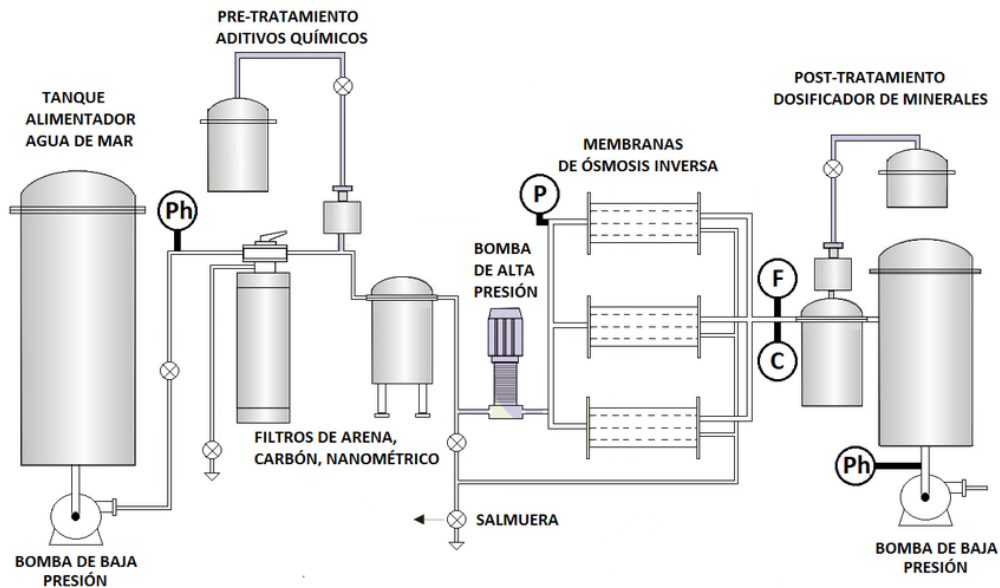 PRE-TRATAMIENTO
ADITIVOS QUÍMICOS
TANQUE
ALIMENTADOR
AGUA DE MAR
POST-TRATAMIENTO
DOSIFICADOR DE MINERALES
MEMBRANAS
DE ÓSMOSIS INVERSA
Ph
P
BOMBA
DE ALTA
PRESIÓN
F
C
FILTROS DE ARENA,
CARBÓN, NANOMÉTRICO
Ph
SALMUERA
BOMBA DE BAJA
PRESIÓN
BOMBA DE BAJA
PRESIÓN